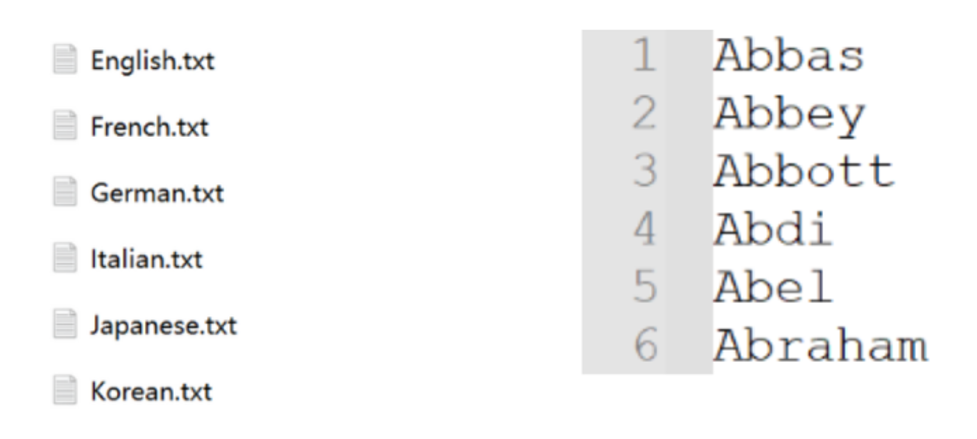 English.txt
French.txt
German.txt
Italian.txt
Japanese.txt
Korean.txt
1 Abbas
2 Abbey
3 Abbott
4 Abdi
5 Abel
6 Abraham